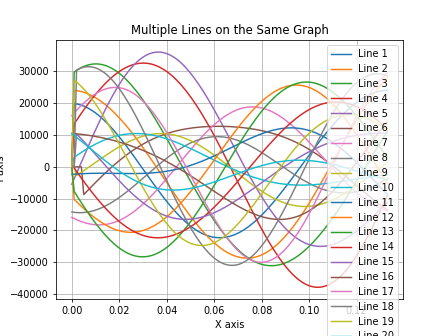 Multiple Lines on the Same Graph
30000
20000
10000
0
−10000
−20000
−30000
−40000
0.00
0.02
0.04
0.06
0.08
0.10
X axis
axis
Line 1
Line 2
Line 3
Line 4
Line 5
Line 6
Line 7
Line 8
Line 9
Line 10
Line 11
Line 12
Line 13
Line 14
Line 15
Line 16
Line 17
Line 18
Line 19
Line 20